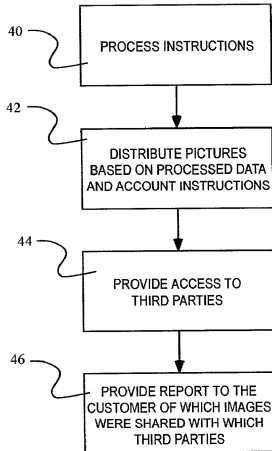 40
PROCESS INSTRUCTIONS
42
DISTRIBUTE PICTURES
BASED ON PROCESSED DATA
AND ACCOUNT INSTRUCTIONS
44
PROVIDE ACCESS TO
THIRD PARTIES
46
PROVIDE REPORT TO THE
CUSTOMER OF WHICH IMAGES
WERE SHARED WITH WHICH
THIRD PARTIES